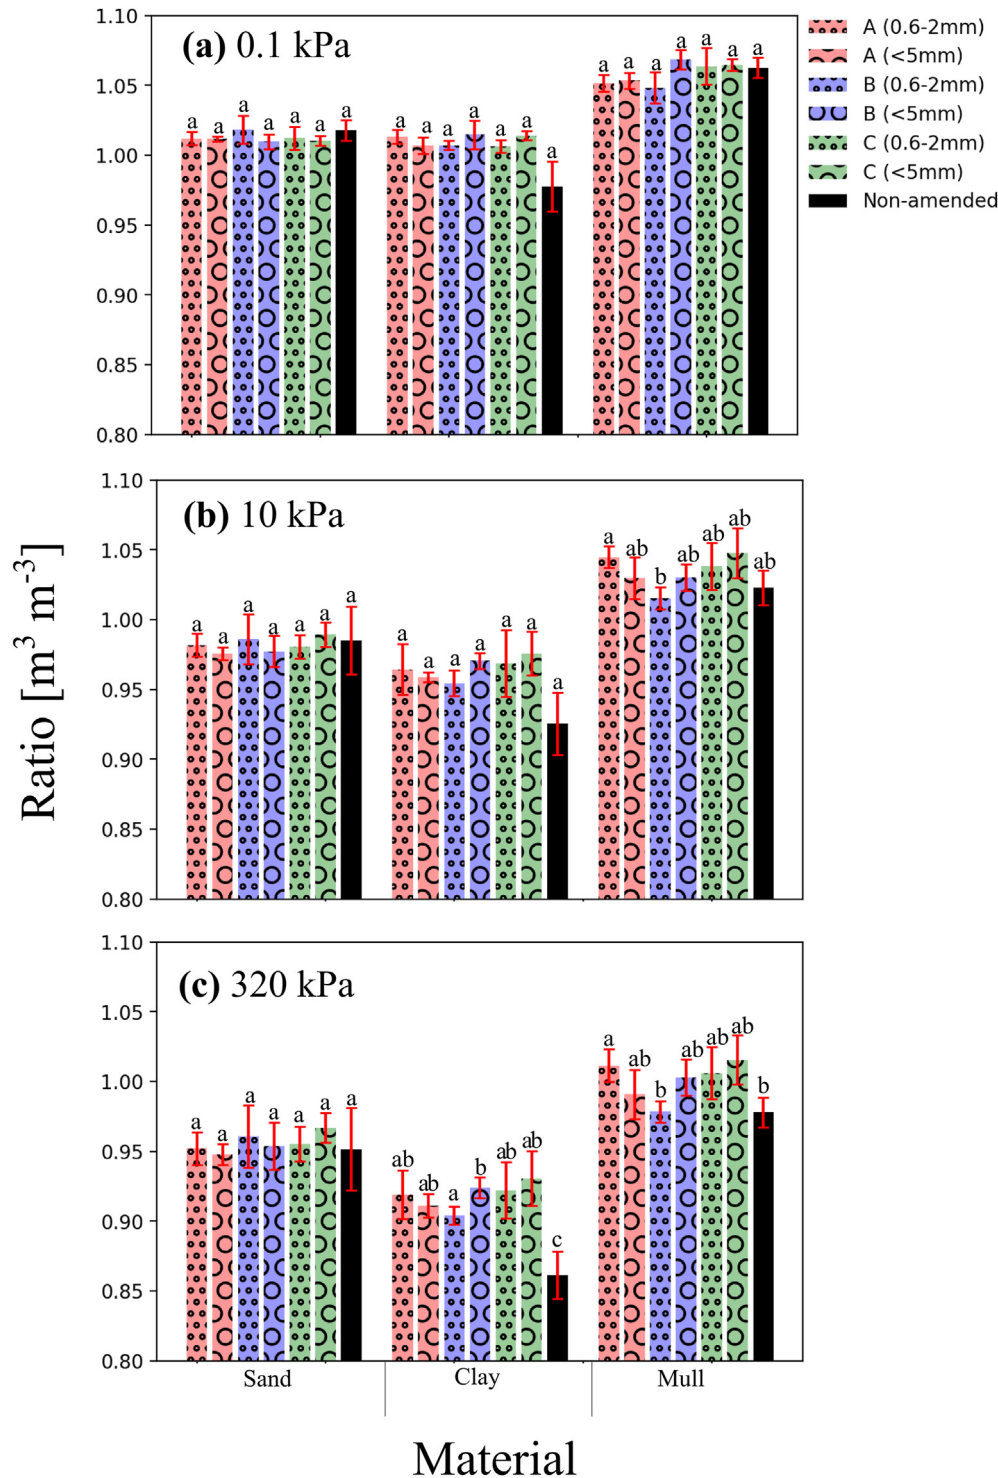 (a) 0.1 kPa
A (0.6-2mm)
A (<5mm)
B (0.6-2mm)
B (<5mm)
C (0.6-2mm)
C (<5mm)
Non-amended
1.10
1.05
1.00
0.95
0.90
0.85
0.80
a a a a a a a
a a a a a a a
a a a a a a a
(b) 10 kPa
1.10
1.05
1.00
0.95
0.90
0.85
0.80
a a a a a a a
a a a a a a a
a ab b ab ab ab ab
Ratio [m³ m⁻³]
(c) 320 kPa
1.10
1.05
1.00
0.95
0.90
0.85
0.80
a a a a a a a
ab ab a b ab ab c
a ab b ab ab ab b
Sand Clay Mull
Material